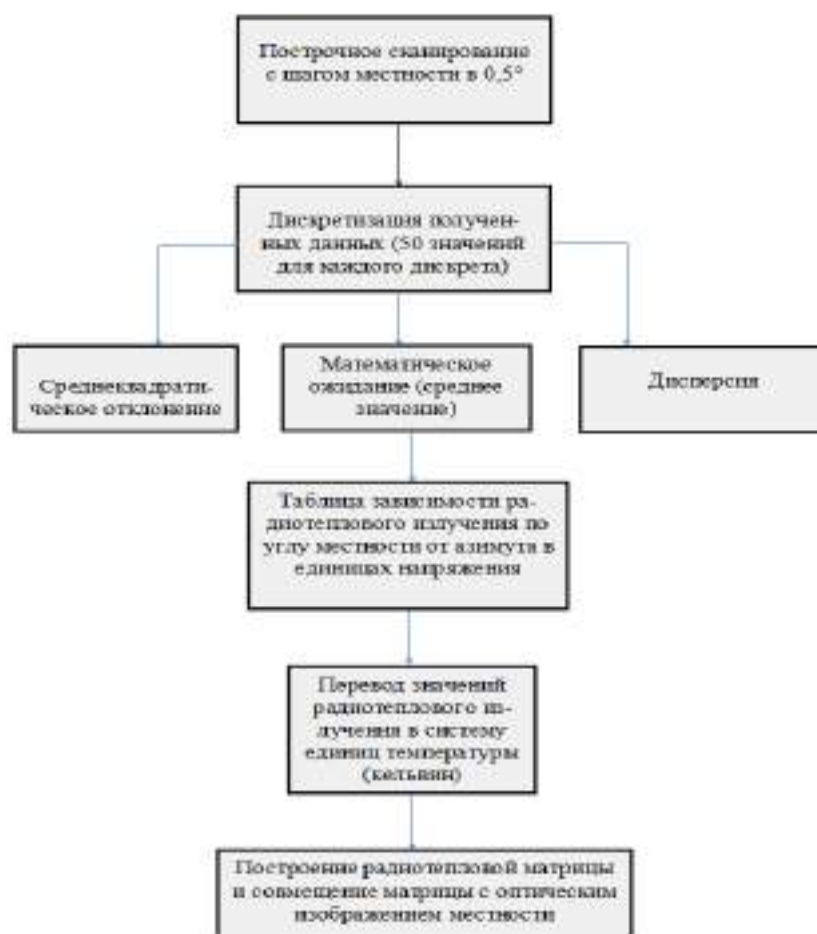 Построчное сканирование
с шагом местности в 0,5°
Дискретизация получен-
ных данных (50 значений
для каждого дискрета)
Среднеквадрати-
ческое отклонение
Математическое
ожидание (среднее
значение)
Дисперсия
Таблица зависимости ра-
диотеплового излучения по
углу местности от азимута в
единицах напряжения
Перевод значений
радиотеплового из-
лучения в систему
единиц температуры
(кельвин)
Построение радиотепловой матрицы
и совмещение матрицы с оптическим
изображением местности